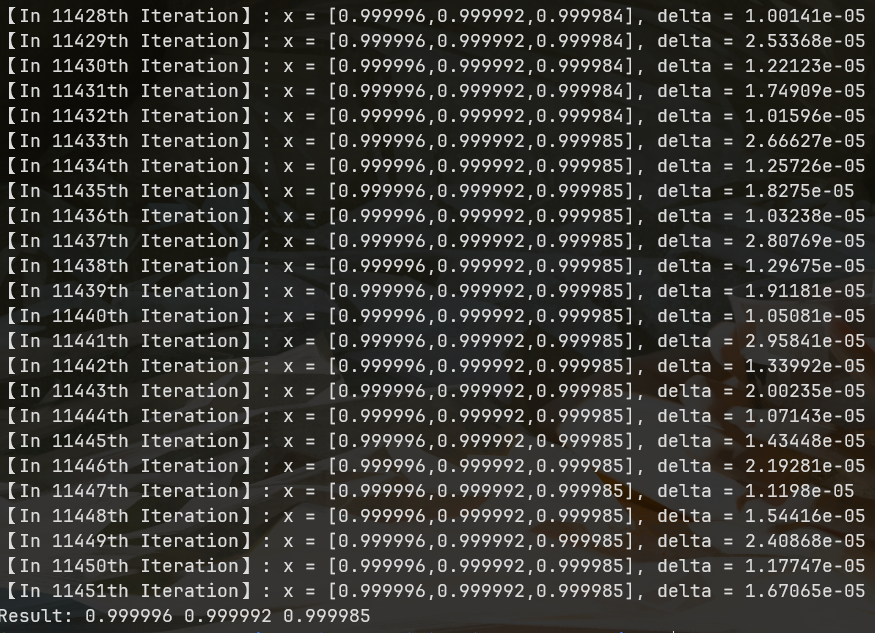 【In 11428th Iteration】: x = [0.999996,0.999992,0.999984], delta = 1.00141e-05
【In 11429th Iteration】: x = [0.999996,0.999992,0.999984], delta = 2.53368e-05
【In 11430th Iteration】: x = [0.999996,0.999992,0.999984], delta = 1.22123e-05
【In 11431th Iteration】: x = [0.999996,0.999992,0.999984], delta = 1.74909e-05
【In 11432th Iteration】: x = [0.999996,0.999992,0.999984], delta = 1.01596e-05
【In 11433th Iteration】: x = [0.999996,0.999992,0.999985], delta = 2.66627e-05
【In 11434th Iteration】: x = [0.999996,0.999992,0.999985], delta = 1.25726e-05
【In 11435th Iteration】: x = [0.999996,0.999992,0.999985], delta = 1.8275e-05
【In 11436th Iteration】: x = [0.999996,0.999992,0.999985], delta = 1.03238e-05
【In 11437th Iteration】: x = [0.999996,0.999992,0.999985], delta = 2.80769e-05
【In 11438th Iteration】: x = [0.999996,0.999992,0.999985], delta = 1.29675e-05
【In 11439th Iteration】: x = [0.999996,0.999992,0.999985], delta = 1.91181e-05
【In 11440th Iteration】: x = [0.999996,0.999992,0.999985], delta = 1.05081e-05
【In 11441th Iteration】: x = [0.999996,0.999992,0.999985], delta = 2.95841e-05
【In 11442th Iteration】: x = [0.999996,0.999992,0.999985], delta = 1.33992e-05
【In 11443th Iteration】: x = [0.999996,0.999992,0.999985], delta = 2.00235e-05
【In 11444th Iteration】: x = [0.999996,0.999992,0.999985], delta = 1.07143e-05
【In 11445th Iteration】: x = [0.999996,0.999992,0.999985], delta = 1.43448e-05
【In 11446th Iteration】: x = [0.999996,0.999992,0.999985], delta = 2.19281e-05
【In 11447th Iteration】: x = [0.999996,0.999992,0.999985], delta = 1.1198e-05
【In 11448th Iteration】: x = [0.999996,0.999992,0.999985], delta = 1.54416e-05
【In 11449th Iteration】: x = [0.999996,0.999992,0.999985], delta = 2.40868e-05
【In 11450th Iteration】: x = [0.999996,0.999992,0.999985], delta = 1.17747e-05
【In 11451th Iteration】: x = [0.999996,0.999992,0.999985], delta = 1.67065e-05
Result: 0.999996 0.999992 0.999985